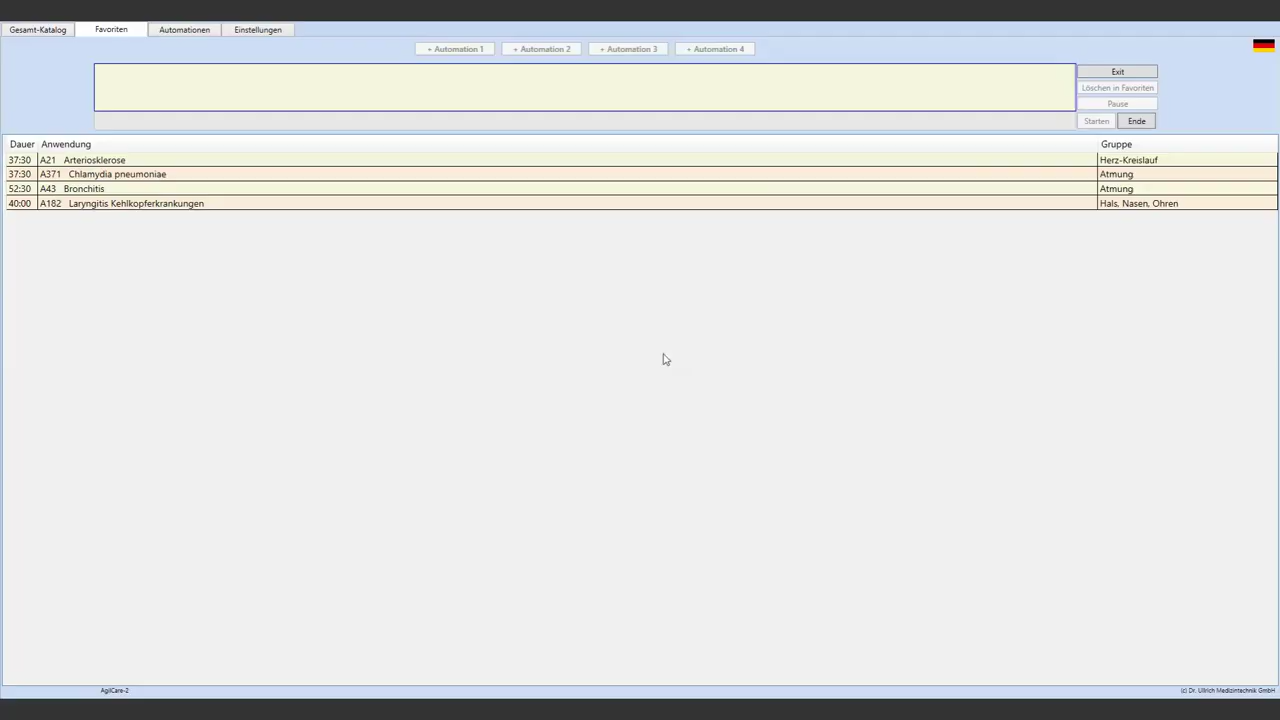 Gesamt-Katalog Favoriten Automationen Einstellungen
+ Automation 1 + Automation 2 + Automation 3 + Automation 4
Exit
Löschen in Favoriten
Pause
Starten Ende
Dauer Anwendung Gruppe
37:30 A21 Arteriosklerose Herz-Kreislauf
37:30 A371 Chlamydia pneumoniae Atmung
52:30 A43 Bronchitis Atmung
40:00 A182 Laryngitis Kehlkopferkrankungen Hals, Nasen, Ohren
AgilCare-2 (c) Dr. Ullrich Medizintechnik GmbH